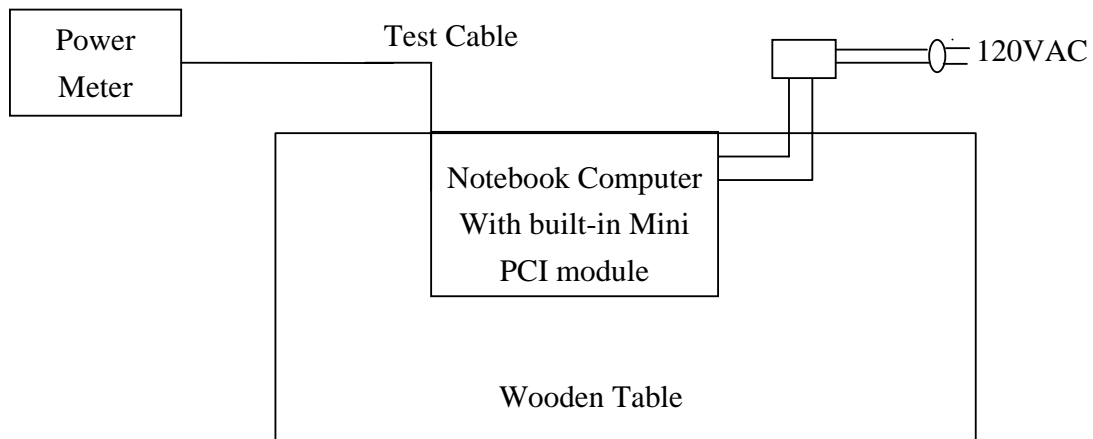 Power
Meter
Test Cable
120VAC
Notebook Computer
With built-in Mini
PCI module
Wooden Table